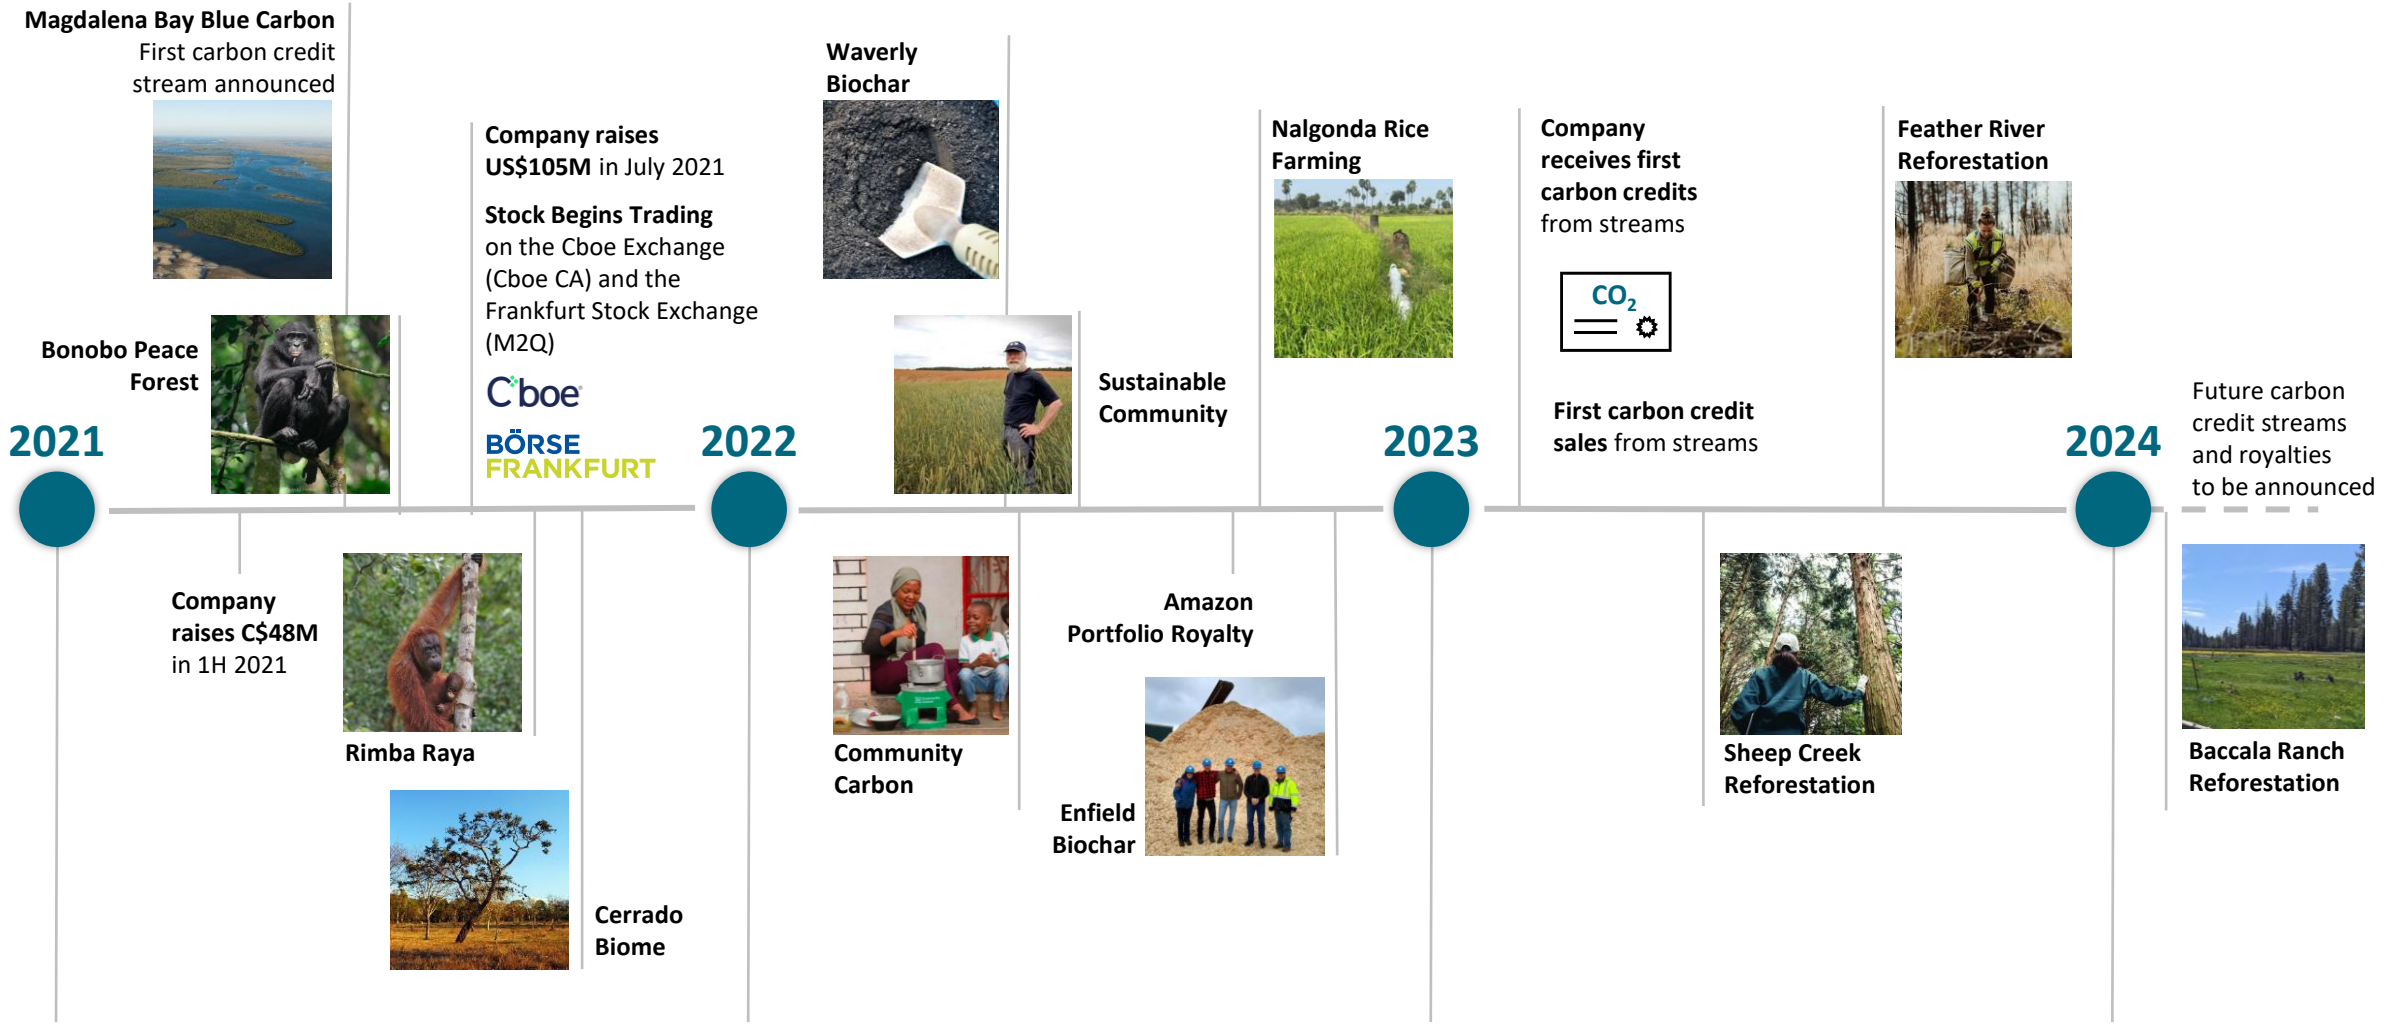 Magdalena Bay Blue Carbon
First carbon credit
stream announced
Bonobo Peace
Forest
2021
Company
raises C$48M
in 1H 2021
Company raises
US$105M in July 2021
Stock Begins Trading
on the Cboe Exchange
(Cboe CA) and the
Frankfurt Stock Exchange
(M2Q)
Cboe
BÖRSE
FRANKFURT
Rimba Raya
Cerrado
Biome
2022
Waverly
Biochar
Sustainable
Community
Community
Carbon
Amazon
Portfolio Royalty
Enfield
Biochar
Nalgonda Rice
Farming
2023
Company
receives first
carbon credits
from streams
CO₂
First carbon credit
sales from streams
Sheep Creek
Reforestation
Feather River
Reforestation
2024
Future carbon
credit streams
and royalties
to be announced
Baccala Ranch
Reforestation